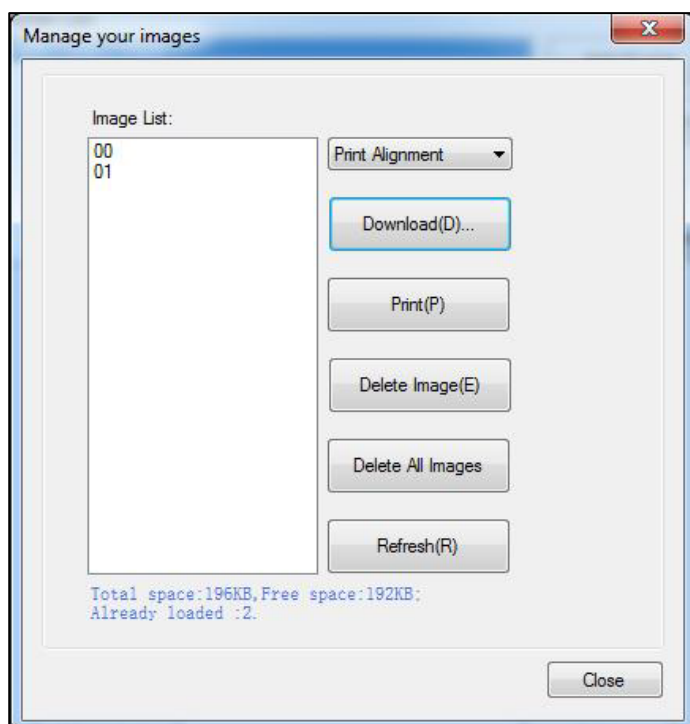 Manage your images
X
Image List:
00
01
Print Alignment
Download(D)...
Print(P)
Delete Image(E)
Delete All Images
Refresh(R)
Total space:196KB,Free space:192KB;
Already loaded :2.
Close